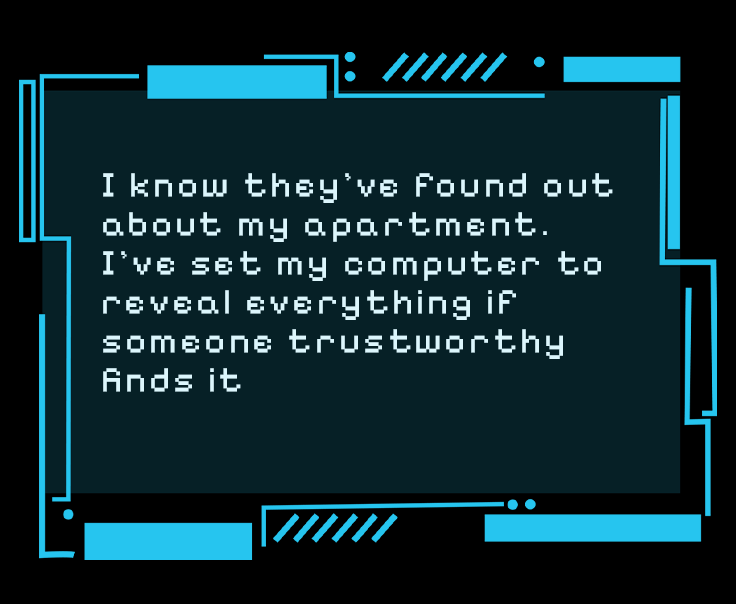 I know they've found out
about my apartment.
I've set my computer to
reveal everything if
someone trustworthy
finds it